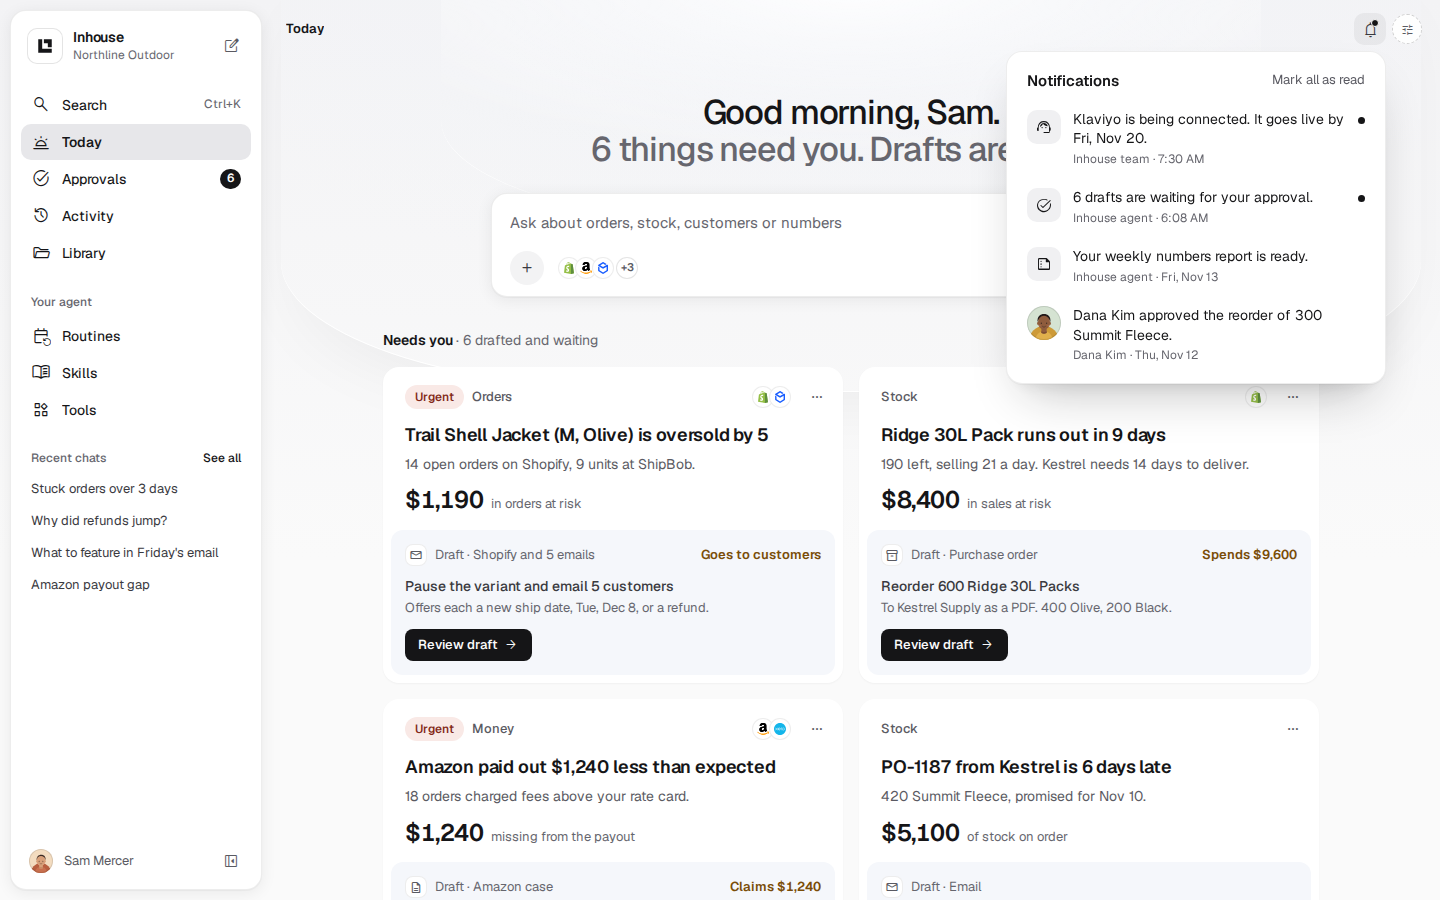 Inhouse
Northline Outdoor
Search
Ctrl+K
Today
Approvals
6
Activity
Library
Your agent
Routines
Skills
Tools
Recent chats
See all
Stuck orders over 3 days
Why did refunds jump?
What to feature in Friday's email
Amazon payout gap
Sam Mercer
Today
Good morning, Sam.
6 things need you. Drafts are
Ask about orders, stock, customers or numbers
+3
Notifications
Mark all as read
Klaviyo is being connected. It goes live by
Fri, Nov 20.
Inhouse team · 7:30 AM
6 drafts are waiting for your approval.
Inhouse agent · 6:08 AM
Your weekly numbers report is ready.
Inhouse agent · Fri, Nov 13
Dana Kim approved the reorder of 300
Summit Fleece.
Dana Kim · Thu, Nov 12
Needs you · 6 drafted and waiting
Urgent
Orders
Trail Shell Jacket (M, Olive) is oversold by 5
14 open orders on Shopify, 9 units at ShipBob.
$1,190 in orders at risk
Draft · Shopify and 5 emails
Goes to customers
Pause the variant and email 5 customers
Offers each a new ship date, Tue, Dec 8, or a refund.
Review draft
Stock
Ridge 30L Pack runs out in 9 days
190 left, selling 21 a day. Kestrel needs 14 days to deliver.
$8,400 in sales at risk
Draft · Purchase order
Spends $9,600
Reorder 600 Ridge 30L Packs
To Kestrel Supply as a PDF. 400 Olive, 200 Black.
Review draft
Urgent
Money
Amazon paid out $1,240 less than expected
18 orders charged fees above your rate card.
$1,240 missing from the payout
Draft · Amazon case
Claims $1,240
Stock
PO-1187 from Kestrel is 6 days late
420 Summit Fleece, promised for Nov 10.
$5,100 of stock on order
Draft · Email